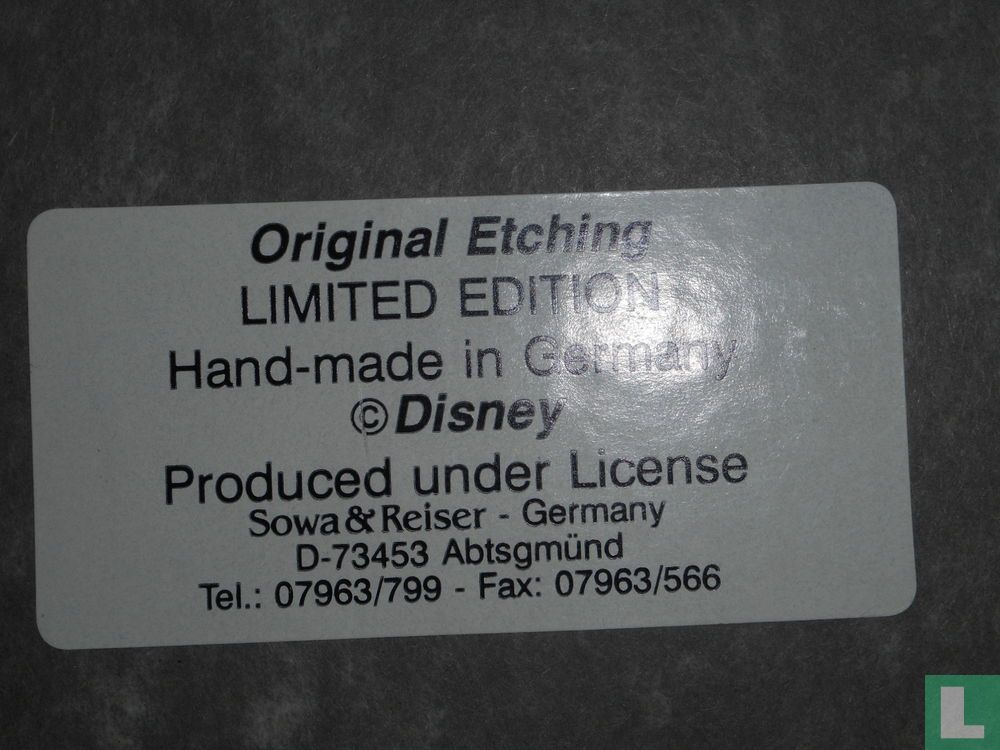 Original Etching
LIMITED EDITION
Hand-made in Germany
©Disney
Produced under License
Sowa & Reiser - Germany
D-73453 Abtsgmünd
Tel.: 07963/799 - Fax: 07963/566
L